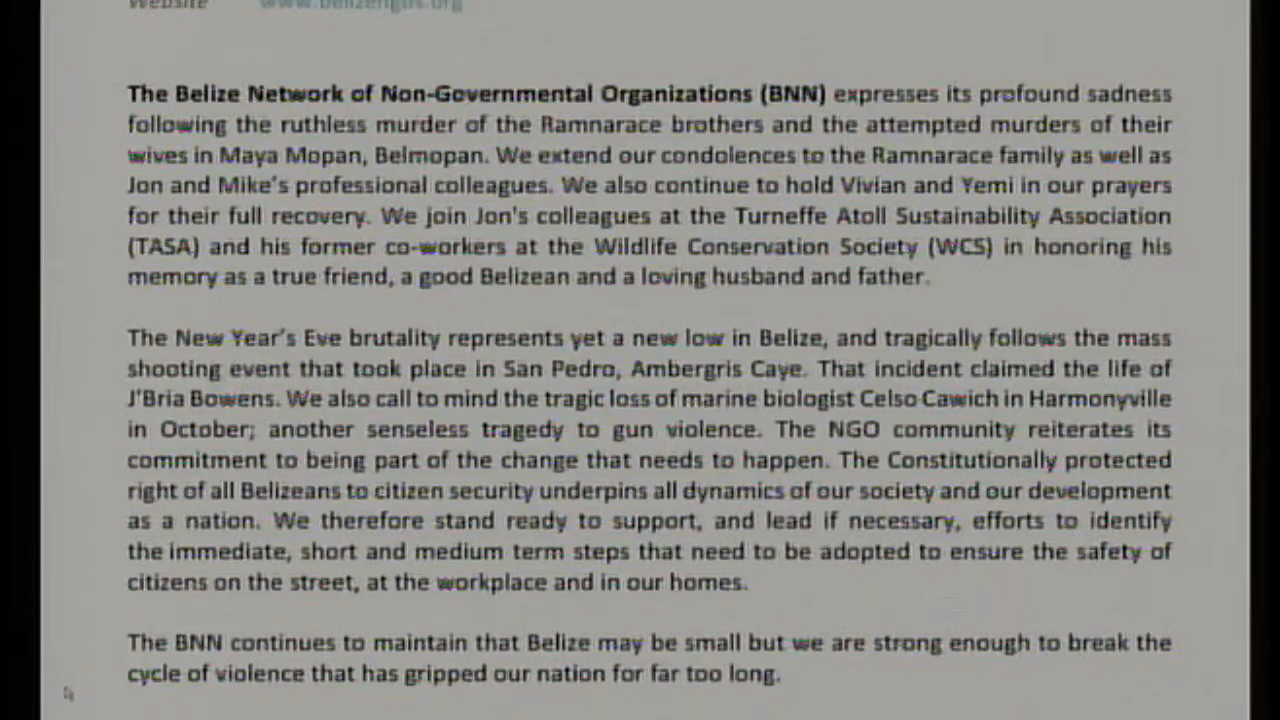 Website www.belizengos.org
The Belize Network of Non-Governmental Organizations (BNN) expresses its profound sadness
following the ruthless murder of the Ramnarace brothers and the attempted murders of their
wives in Maya Mopan, Belmopan. We extend our condolences to the Ramnarace family as well as
Jon and Mike's professional colleagues. We also continue to hold Vivian and Yemi in our prayers
for their full recovery. We join Jon's colleagues at the Turneffe Atoll Sustainability Association
(TASA) and his former co-workers at the Wildlife Conservation Society (WCS) in honoring his
memory as a true friend, a good Belizean and a loving husband and father.
The New Year's Eve brutality represents yet a new low in Belize, and tragically follows the mass
shooting event that took place in San Pedro, Ambergris Caye. That incident claimed the life of
J'Bria Bowens. We also call to mind the tragic loss of marine biologist Celso Cawich in Harmonyville
in October; another senseless tragedy to gun violence. The NGO community reiterates its
commitment to being part of the change that needs to happen. The Constitutionally protected
right of all Belizeans to citizen security underpins all dynamics of our society and our development
as a nation. We therefore stand ready to support, and lead if necessary, efforts to identify
the immediate, short and medium term steps that need to be adopted to ensure the safety of
citizens on the street, at the workplace and in our homes.
The BNN continues to maintain that Belize may be small but we are strong enough to break the
cycle of violence that has gripped our nation for far too long.